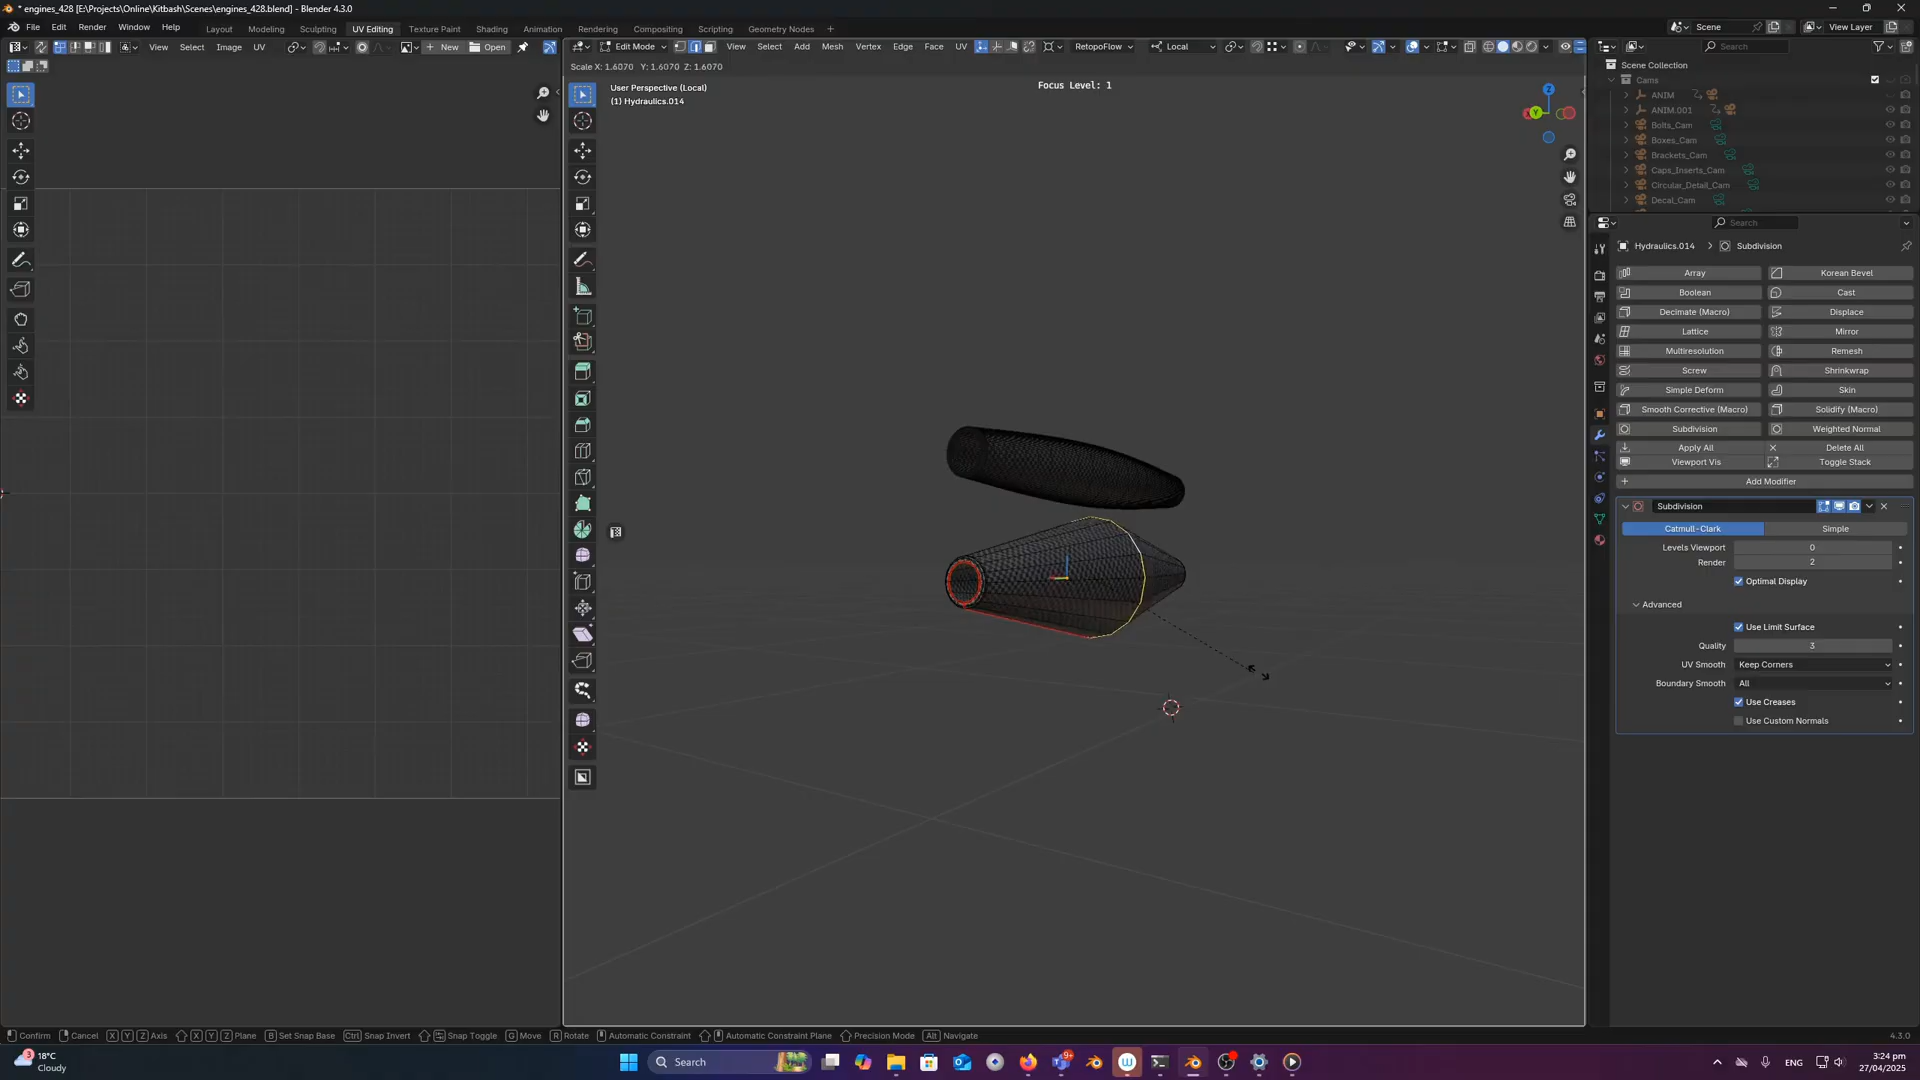 * engines_428 [E:\Projects\Online\Kitbash\Scenes\engines_428.blend] - Blender 4.3.0
File Edit Render Window Help
Layout Modeling Sculpting UV Editing Texture Paint Shading Animation Rendering Compositing Scripting Geometry Nodes +
Scene
View Layer
View Select Image UV
New
Open
Edit Mode
View Select Add Mesh Vertex Edge Face UV
RetopoFlow
Local
Search
Scale X: 1.6070 Y: 1.6070 Z: 1.6070
User Perspective (Local)
(1) Hydraulics.014
Focus Level: 1
Z
Y
Scene Collection
Cams
ANIM
ANIM.001
Bolts_Cam
Boxes_Cam
Brackets_Cam
Caps_Inserts_Cam
Circular_Detail_Cam
Decal_Cam
Search
Hydraulics.014 > Subdivision
Array Korean Bevel
Boolean Cast
Decimate (Macro) Displace
Lattice Mirror
Multiresolution Remesh
Screw Shrinkwrap
Simple Deform Skin
Smooth Corrective (Macro) Solidify (Macro)
Subdivision Weighted Normal
Apply All Delete All
Viewport Vis Toggle Stack
Add Modifier
Subdivision
Catmull-Clark Simple
Levels Viewport 0
Render 2
Optimal Display
Advanced
Use Limit Surface
Quality 3
UV Smooth Keep Corners
Boundary Smooth All
Use Creases
Use Custom Normals
Confirm Cancel X Y Z Axis X Y Z Plane B Set Snap Base Ctrl Snap Invert Snap Toggle G Move R Rotate Automatic Constraint Automatic Constraint Plane Precision Mode Alt Navigate
4.3.0
3
18°C
Cloudy
Search
9+
ENG
3:24 pm
27/04/2025